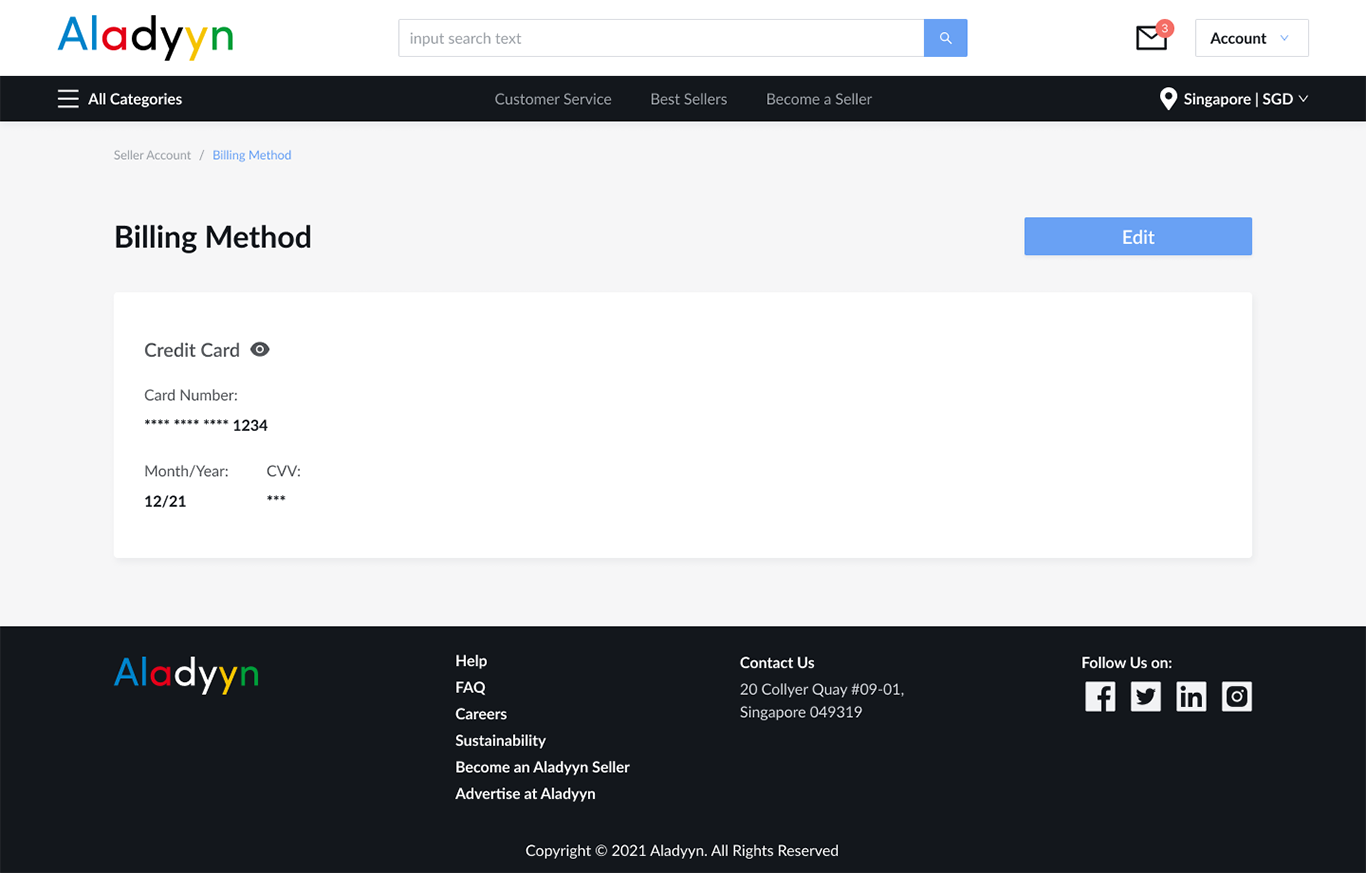 Aladyyn
input search text
3
Account
All Categories
Customer Service
Best Sellers
Become a Seller
Singapore | SGD
Seller Account / Billing Method
Billing Method
Edit
Credit Card
Card Number:
**** **** **** 1234
Month/Year: CVV:
12/21 ***
Aladyyn
Help
FAQ
Careers
Sustainability
Become an Aladyyn Seller
Advertise at Aladyyn
Contact Us
20 Collyer Quay #09-01,
Singapore 049319
Follow Us on:
Copyright © 2021 Aladyyn. All Rights Reserved